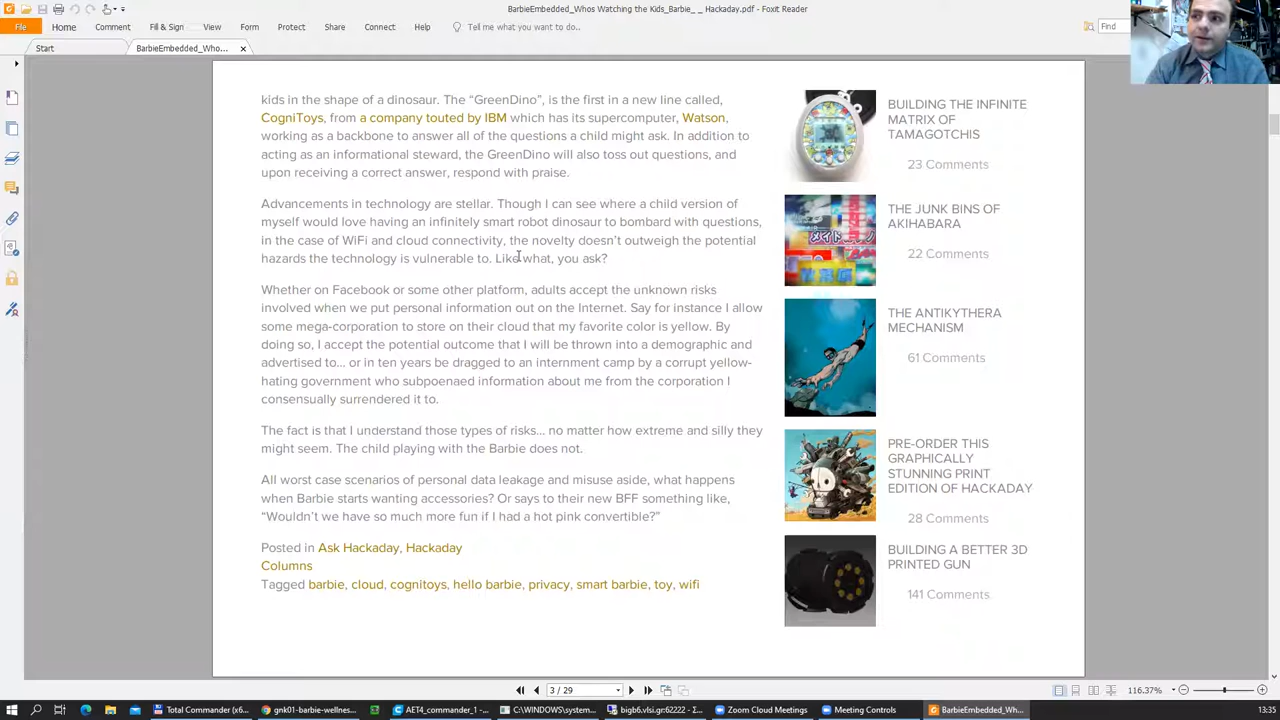 BarbieEmbedded_Whos Watching the Kids_Barbie_ _ Hackaday.pdf - Foxit Reader
File
Home
Comment
Fill & Sign
View
Form
Protect
Share
Connect
Help
Tell me what you want to do...
Find
Start
BarbieEmbedded_Who...
kids in the shape of a dinosaur. The “GreenDino”, is the first in a new line called,
CogniToys, from a company touted by IBM which has its supercomputer, Watson,
working as a backbone to answer all of the questions a child might ask. In addition to
acting as an informational steward, the GreenDino will also toss out questions, and
upon receiving a correct answer, respond with praise.
Advancements in technology are stellar. Though I can see where a child version of
myself would love having an infinitely smart robot dinosaur to bombard with questions,
in the case of WiFi and cloud connectivity, the novelty doesn’t outweigh the potential
hazards the technology is vulnerable to. Like what, you ask?
Whether on Facebook or some other platform, adults accept the unknown risks
involved when we put personal information out on the Internet. Say for instance I allow
some mega-corporation to store on their cloud that my favorite color is yellow. By
doing so, I accept the potential outcome that I will be thrown into a demographic and
advertised to… or in ten years be dragged to an internment camp by a corrupt yellow-
hating government who subpoenaed information about me from the corporation I
consensually surrendered it to.
The fact is that I understand those types of risks… no matter how extreme and silly they
might seem. The child playing with the Barbie does not.
All worst case scenarios of personal data leakage and misuse aside, what happens
when Barbie starts wanting accessories? Or says to their new BFF something like,
“Wouldn’t we have so much more fun if I had a hot pink convertible?”
Posted in Ask Hackaday, Hackaday
Columns
Tagged barbie, cloud, cognitoys, hello barbie, privacy, smart barbie, toy, wifi
BUILDING THE INFINITE
MATRIX OF
TAMAGOTCHIS
23 Comments
THE JUNK BINS OF
AKIHABARA
22 Comments
THE ANTIKYTHERA
MECHANISM
61 Comments
PRE-ORDER THIS
GRAPHICALLY
STUNNING PRINT
EDITION OF HACKADAY
28 Comments
BUILDING A BETTER 3D
PRINTED GUN
141 Comments
3 / 29
116.37%
Total Commander (x6...
gnk01-barbie-wellnes...
AET4_commander_1 -...
C:\WINDOWS\system...
bigb6.vlsi.gr:62222 - Σ...
Zoom Cloud Meetings
Meeting Controls
BarbieEmbedded_Who...
13:35